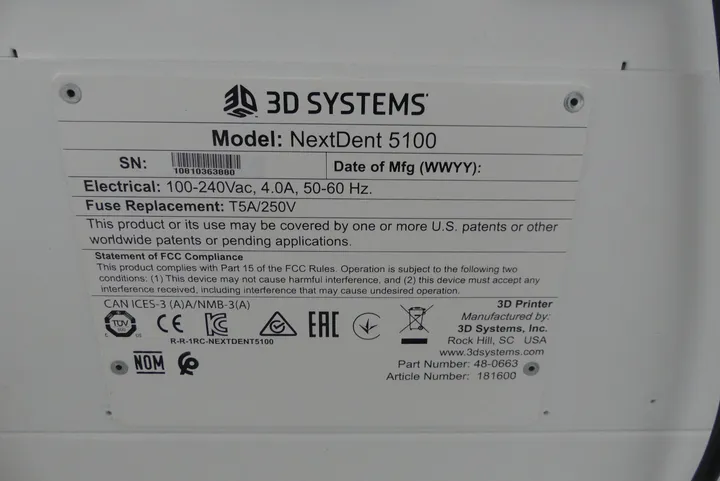 3D SYSTEMS
Model: NextDent 5100
SN: 10810363880
Date of Mfg (WWYY):
Electrical: 100-240Vac, 4.0A, 50-60 Hz.
Fuse Replacement: T5A/250V
This product or its use may be covered by one or more U.S. patents or other
worldwide patents or pending applications.
Statement of FCC Compliance
This product complies with Part 15 of the FCC Rules. Operation is subject to the following two
conditions: (1) This device may not cause harmful interference, and (2) this device must accept any
interference received, including interference that may cause undesired operation.
CAN ICES-3 (A)A/NMB-3(A)
TÜV
CE
EAC
R-R-1RC-NEXTDENT5100
NOM
3D Printer
Manufactured by:
3D Systems, Inc.
Rock Hill, SC USA
www.3dsystems.com
Part Number: 48-0663
Article Number: 181600